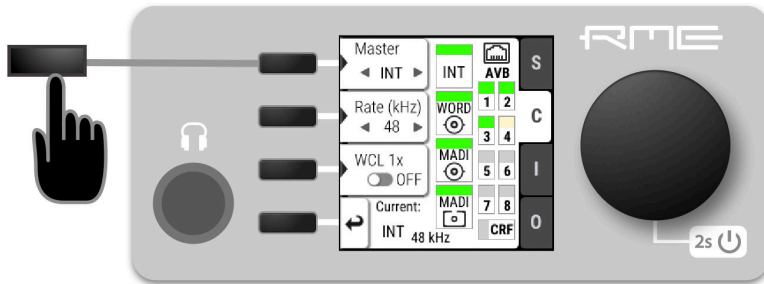 RME
Master
INT
Rate (kHz)
48
WCL 1x
OFF
Current:
INT 48 kHz
INT
WORD
MADI
MADI
AVB
1 2
3 4
5 6
7 8
CRF
S
C
I
O
2s